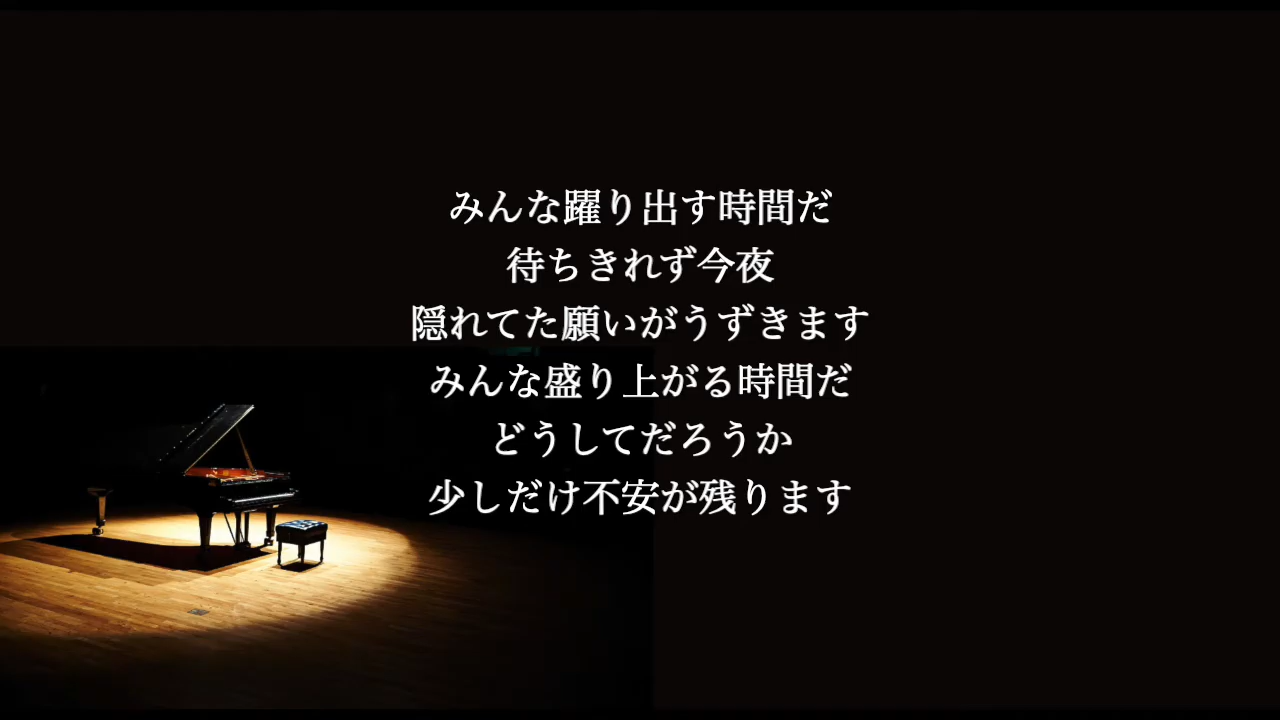 みんな躍り出す時間だ
待ちきれず今夜
隠れてた願いがうずきます
みんな盛り上がる時間だ
どうしてだろうか
少しだけ不安が残ります